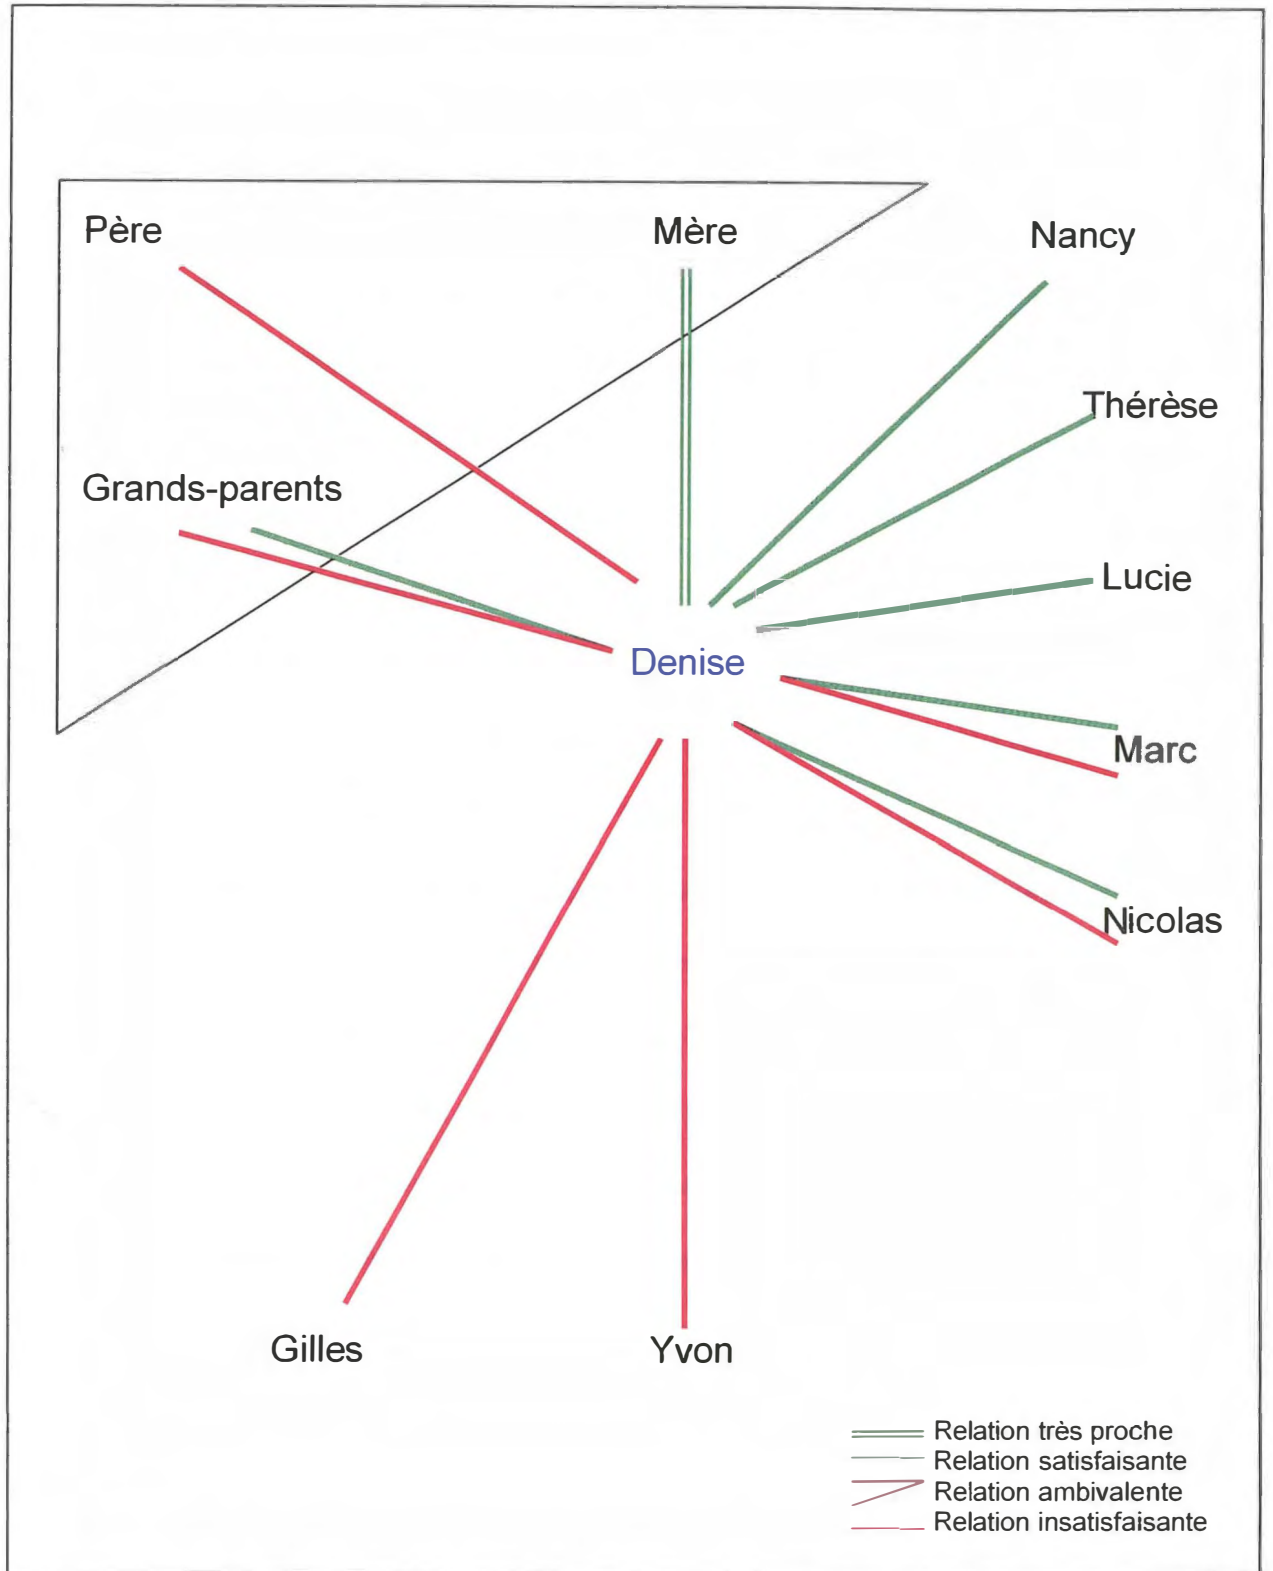 Père
Mère
Nancy
Thérèse
Grands-parents
Lucie
Denise
Marc
Nicolas
Gilles
Yvon
Relation très proche
Relation satisfaisante
Relation ambivalente
Relation insatisfaisante